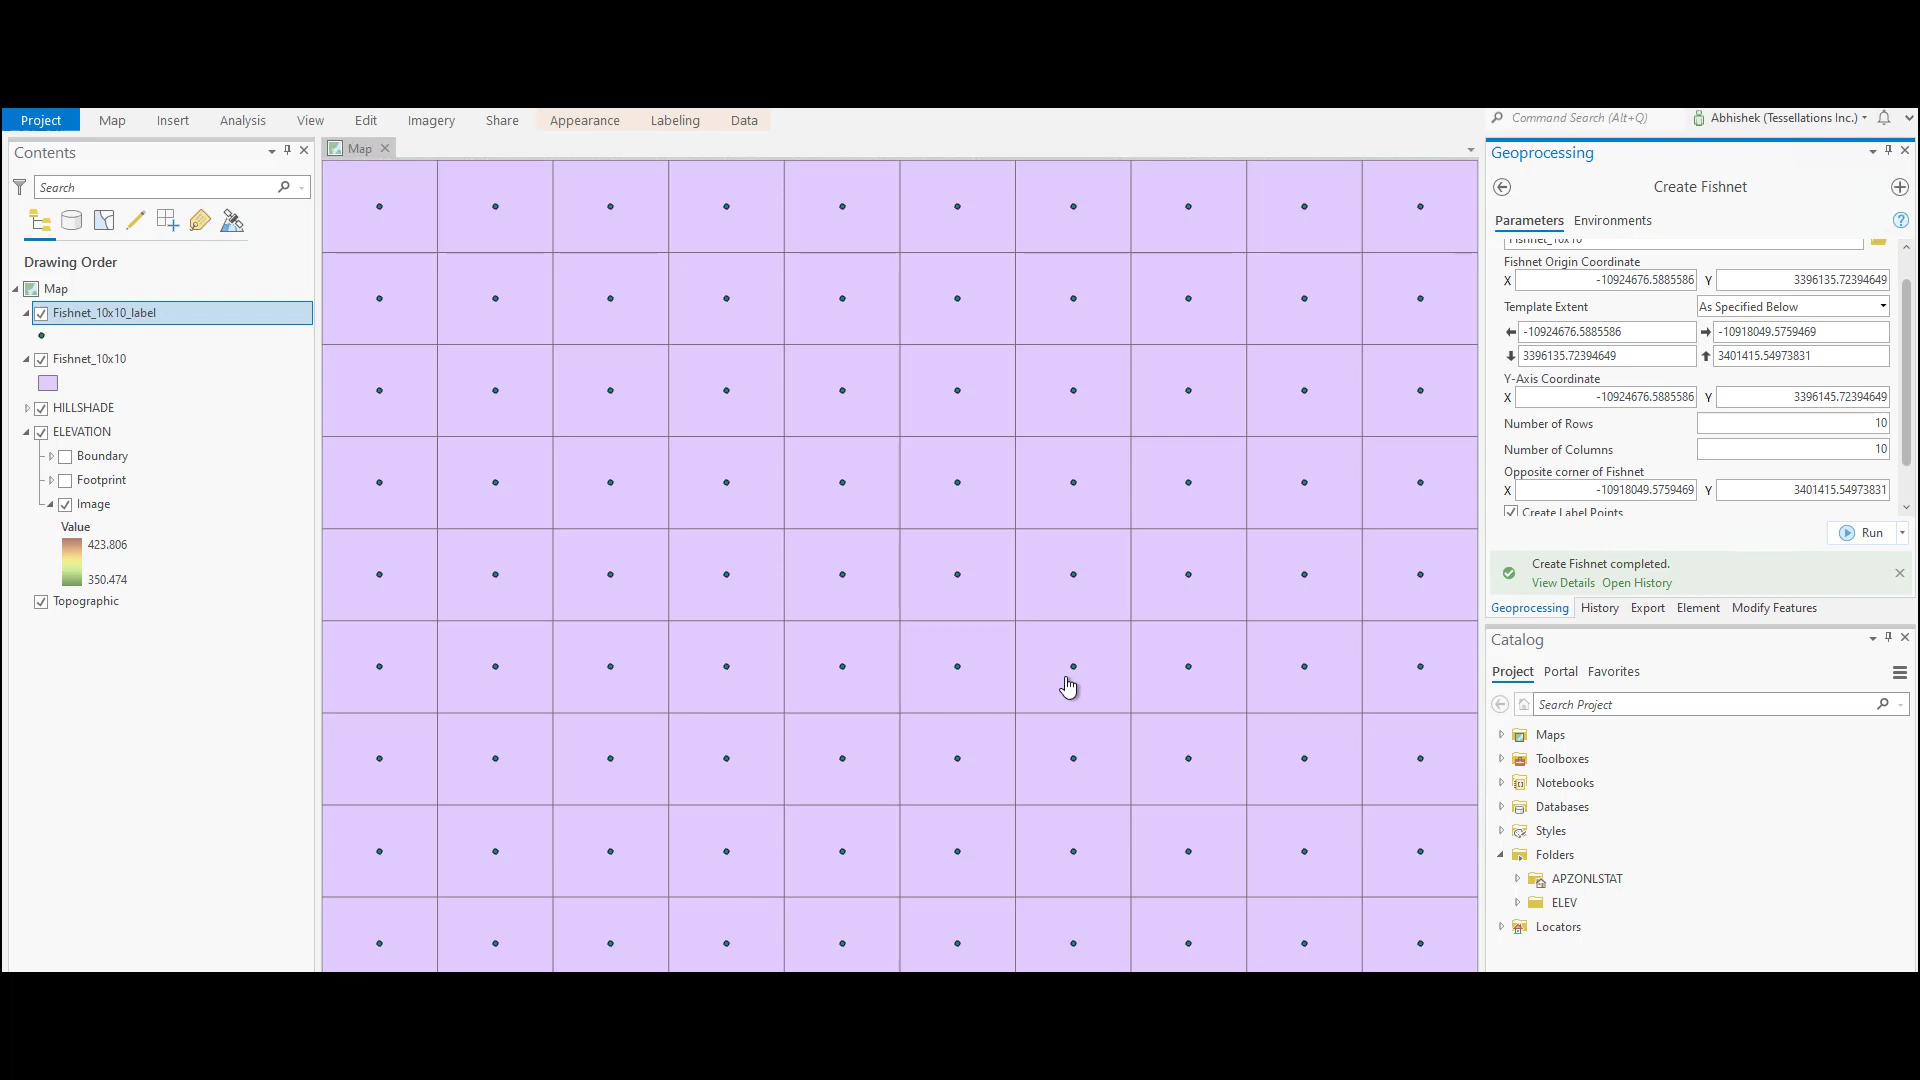 Project Map Insert Analysis View Edit Imagery Share Appearance Labeling Data Command Search (Alt+Q) Abhishek (Tessellations Inc.)
Contents
Search
Drawing Order
Map
Fishnet_10x10_label
Fishnet_10x10
HILLSHADE
ELEVATION
Boundary
Footprint
Image
Value
423.806
350.474
Topographic
Map
Geoprocessing
Create Fishnet
Parameters Environments
Fishnet_10x10
Fishnet Origin Coordinate
X -10924676.5885586 Y 3396135.72394649
Template Extent As Specified Below
-10924676.5885586 -10918049.5759469
3396135.72394649 3401415.54973831
Y-Axis Coordinate
X -10924676.5885586 Y 3396145.72394649
Number of Rows 10
Number of Columns 10
Opposite corner of Fishnet
X -10918049.5759469 Y 3401415.54973831
Create Label Points
Run
Create Fishnet completed.
View Details Open History
Geoprocessing History Export Element Modify Features
Catalog
Project Portal Favorites
Search Project
Maps
Toolboxes
Notebooks
Databases
Styles
Folders
APZONLSTAT
ELEV
Locators